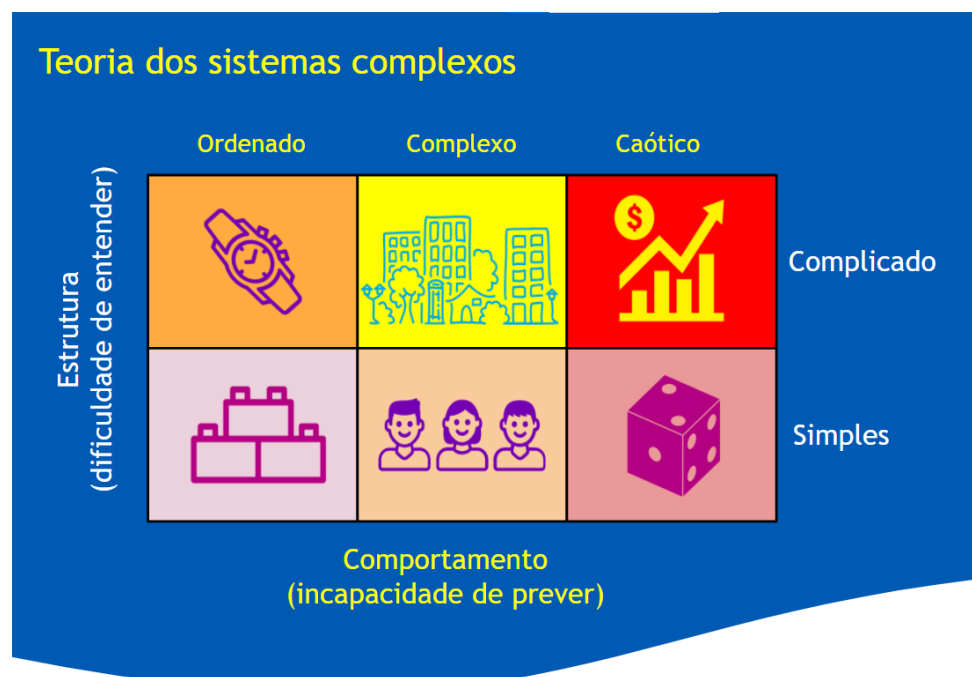 Teoria dos sistemas complexos
Ordenado
Complexo
Caótico
Estrutura
(dificuldade de entender)
$
Complicado
Simples
Comportamento
(incapacidade de prever)